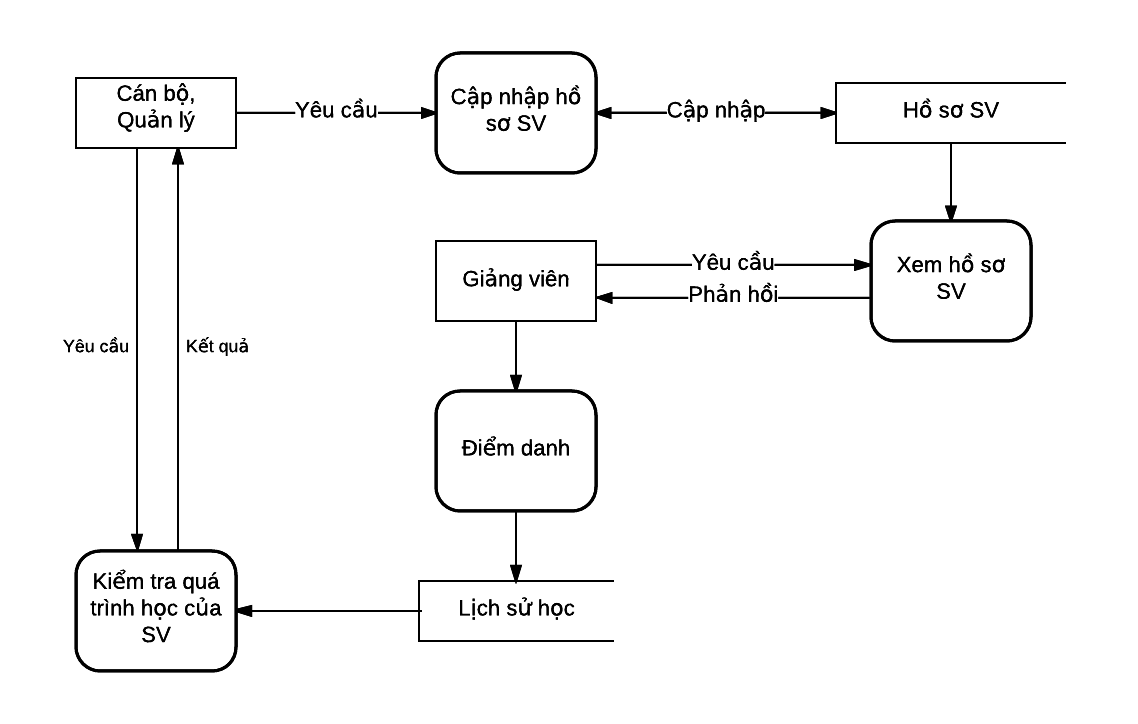 Cán bộ,
Quản lý
Yêu cầu
Cập nhập hồ
sơ SV
Cập nhập
Hồ sơ SV
Giảng viên
Yêu cầu
Phản hồi
Xem hồ sơ
SV
Yêu cầu
Kết quả
Điểm danh
Kiểm tra quá
trình học của
SV
Lịch sử học